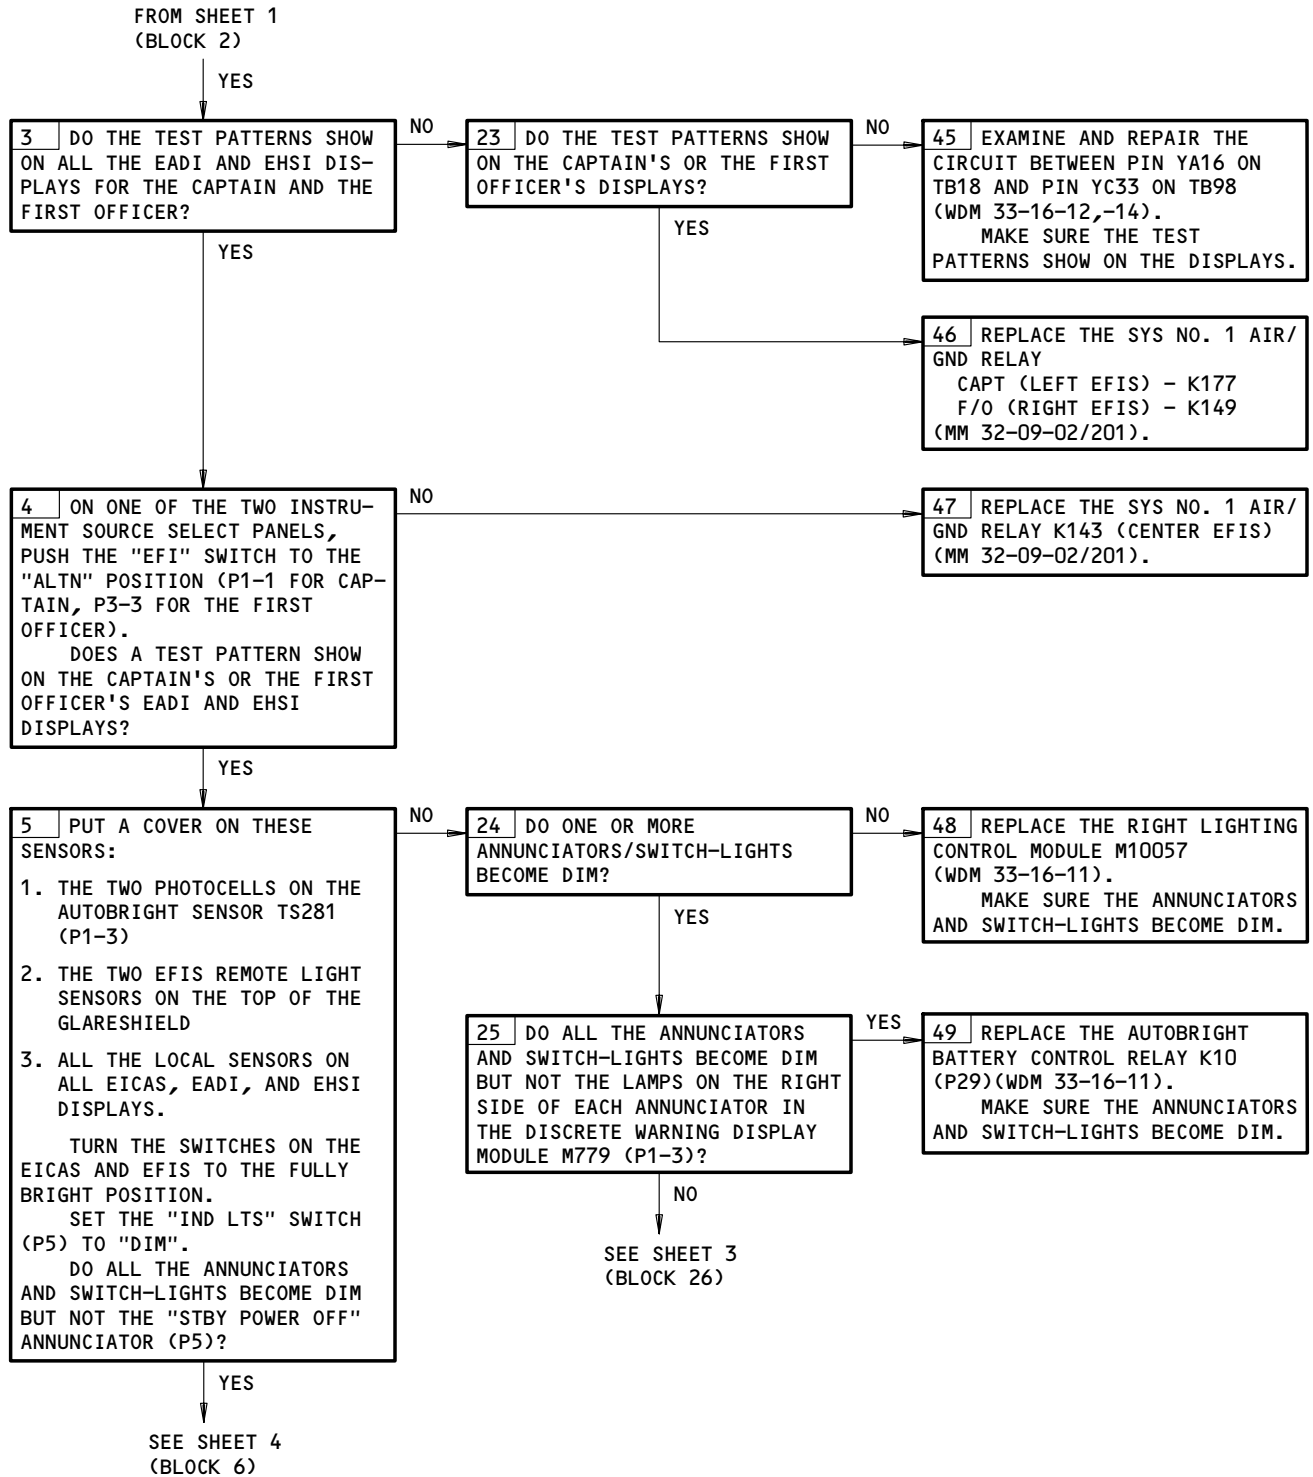 FROM SHEET 1
(BLOCK 2)
YES
3 DO THE TEST PATTERNS SHOW
ON ALL THE EADI AND EHSI DIS-
PLAYS FOR THE CAPTAIN AND THE
FIRST OFFICER?
NO
23 DO THE TEST PATTERNS SHOW
ON THE CAPTAIN'S OR THE FIRST
OFFICER'S DISPLAYS?
NO
45 EXAMINE AND REPAIR THE
CIRCUIT BETWEEN PIN YA16 ON
TB18 AND PIN YC33 ON TB98
(WDM 33-16-12,-14).
MAKE SURE THE TEST
PATTERNS SHOW ON THE DISPLAYS.
YES
YES
46 REPLACE THE SYS NO. 1 AIR/
GND RELAY
CAPT (LEFT EFIS) - K177
F/O (RIGHT EFIS) - K149
(MM 32-09-02/201).
4 ON ONE OF THE TWO INSTRU-
MENT SOURCE SELECT PANELS,
PUSH THE "EFI" SWITCH TO THE
"ALTN" POSITION (P1-1 FOR CAP-
TAIN, P3-3 FOR THE FIRST
OFFICER).
DOES A TEST PATTERN SHOW
ON THE CAPTAIN'S OR THE FIRST
OFFICER'S EADI AND EHSI
DISPLAYS?
NO
47 REPLACE THE SYS NO. 1 AIR/
GND RELAY K143 (CENTER EFIS)
(MM 32-09-02/201).
YES
5 PUT A COVER ON THESE
SENSORS:
1. THE TWO PHOTOCELLS ON THE
AUTOBRIGHT SENSOR TS281
(P1-3)
2. THE TWO EFIS REMOTE LIGHT
SENSORS ON THE TOP OF THE
GLARESHIELD
3. ALL THE LOCAL SENSORS ON
ALL EICAS, EADI, AND EHSI
DISPLAYS.
TURN THE SWITCHES ON THE
EICAS AND EFIS TO THE FULLY
BRIGHT POSITION.
SET THE "IND LTS" SWITCH
(P5) TO "DIM".
DO ALL THE ANNUNCIATORS
AND SWITCH-LIGHTS BECOME DIM
BUT NOT THE "STBY POWER OFF"
ANNUNCIATOR (P5)?
NO
24 DO ONE OR MORE
ANNUNCIATORS/SWITCH-LIGHTS
BECOME DIM?
NO
48 REPLACE THE RIGHT LIGHTING
CONTROL MODULE M10057
(WDM 33-16-11).
MAKE SURE THE ANNUNCIATORS
AND SWITCH-LIGHTS BECOME DIM.
YES
25 DO ALL THE ANNUNCIATORS
AND SWITCH-LIGHTS BECOME DIM
BUT NOT THE LAMPS ON THE RIGHT
SIDE OF EACH ANNUNCIATOR IN
THE DISCRETE WARNING DISPLAY
MODULE M779 (P1-3)?
YES
49 REPLACE THE AUTOBRIGHT
BATTERY CONTROL RELAY K10
(P29)(WDM 33-16-11).
MAKE SURE THE ANNUNCIATORS
AND SWITCH-LIGHTS BECOME DIM.
NO
SEE SHEET 3
(BLOCK 26)
YES
SEE SHEET 4
(BLOCK 6)